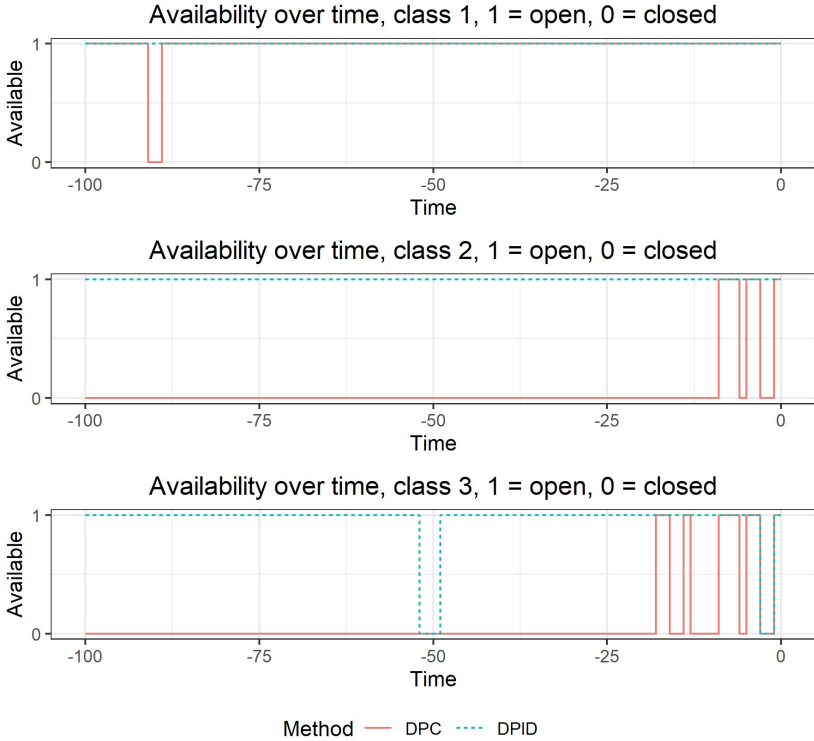 Availability over time, class 1, 1 = open, 0 = closed
Available
1
0
-100 -75 -50 -25 0
Time
Availability over time, class 2, 1 = open, 0 = closed
Available
1
0
-100 -75 -50 -25 0
Time
Availability over time, class 3, 1 = open, 0 = closed
Available
1
0
-100 -75 -50 -25 0
Time
Method DPC DPID